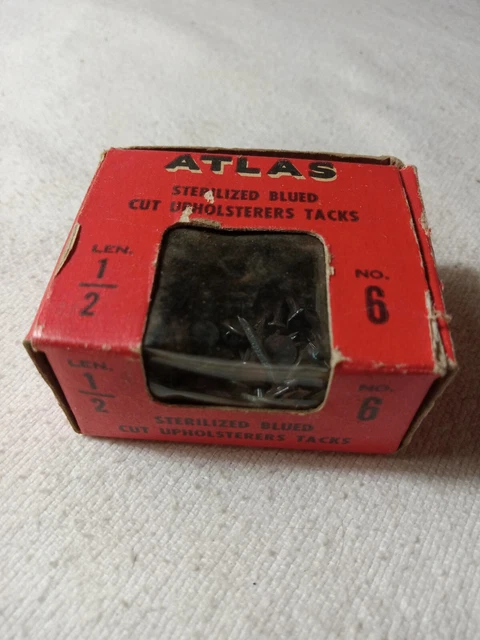 ATLAS
STERILIZED BLUED
CUT UPHOLSTERERS TACKS
LEN.
1/2
NO.
6
LEN.
1/2
NO.
6
STERILIZED BLUED
CUT UPHOLSTERERS TACKS